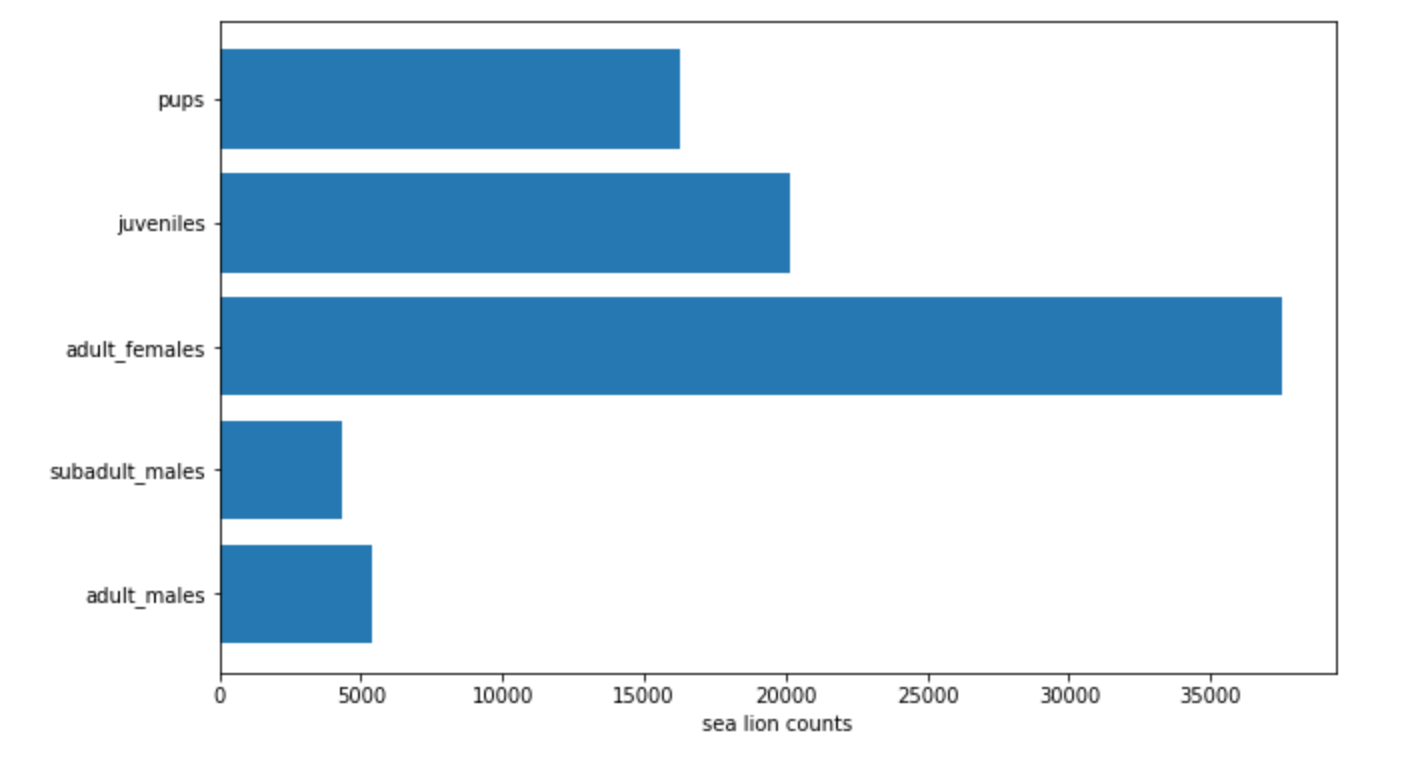 pups
juveniles
adult_females
subadult_males
adult_males
0 5000 10000 15000 20000 25000 30000 35000
sea lion counts